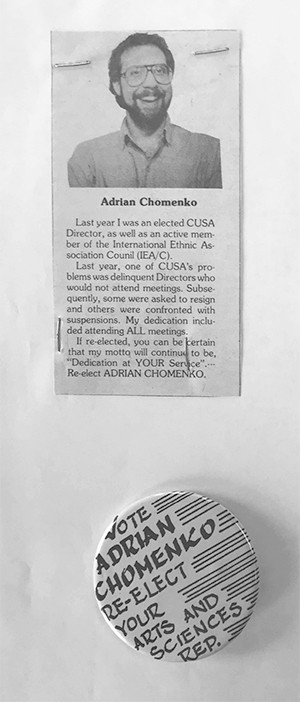 Adrian Chomenko
Last year I was an elected CUSA
Director, as well as an active mem-
ber of the International Ethnic As-
sociation Counil (IEA/C).
Last year, one of CUSA's pro-
blems was delinquent Directors who
would not attend meetings. Subse-
quently, some were asked to resign
and others were confronted with
suspensions. My dedication inclu-
ded attending ALL meetings.
If re-elected, you can be certain
that my motto will continue to be,
"Dedication at YOUR Service".—
Re-elect ADRIAN CHOMENKO.
VOTE
ADRIAN
CHOMENKO
RE-ELECT
YOUR
ARTS AND
SCIENCES
REP.